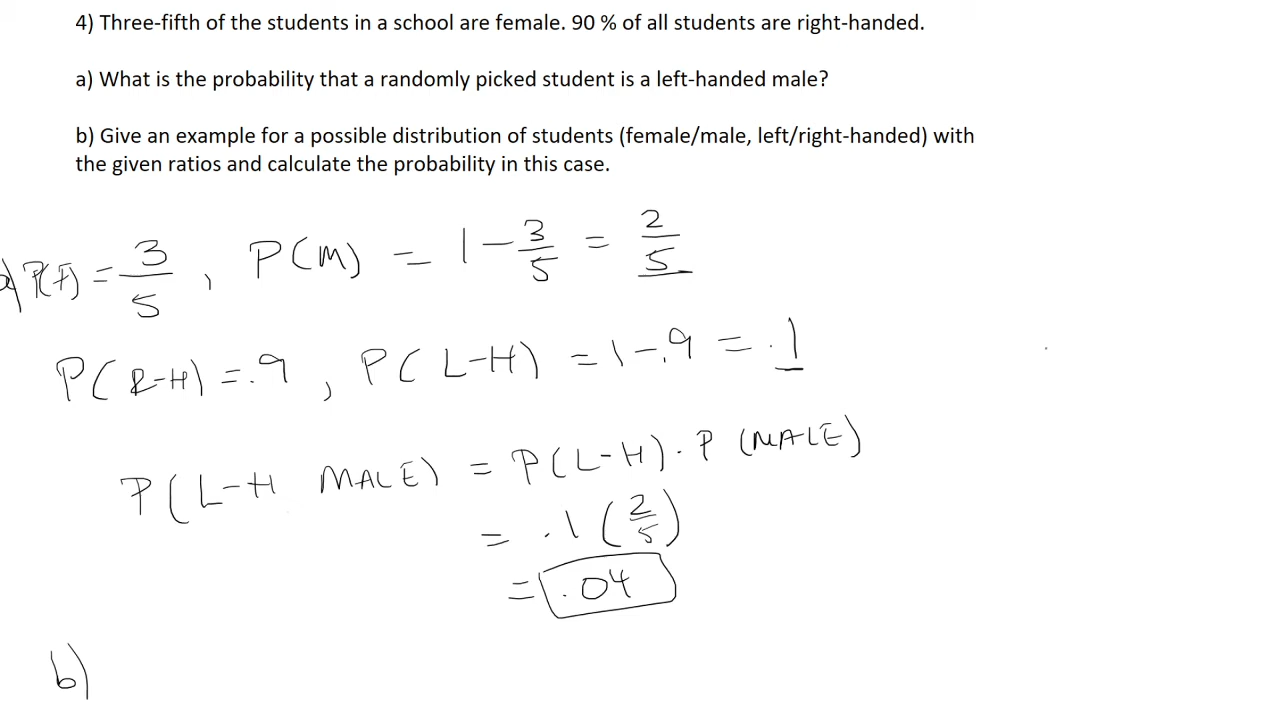 4) Three-fifth of the students in a school are female. 90 % of all students are right-handed.
a) What is the probability that a randomly picked student is a left-handed male?
b) Give an example for a possible distribution of students (female/male, left/right-handed) with
the given ratios and calculate the probability in this case.
a) P(F) = 3/5 , P(M) = 1 - 3/5 = 2/5
P(R-H) = .9 , P(L-H) = 1 - .9 = .1
P(L-H MALE) = P(L-H) · P(MALE)
= .1 (2/5)
= .04
b)